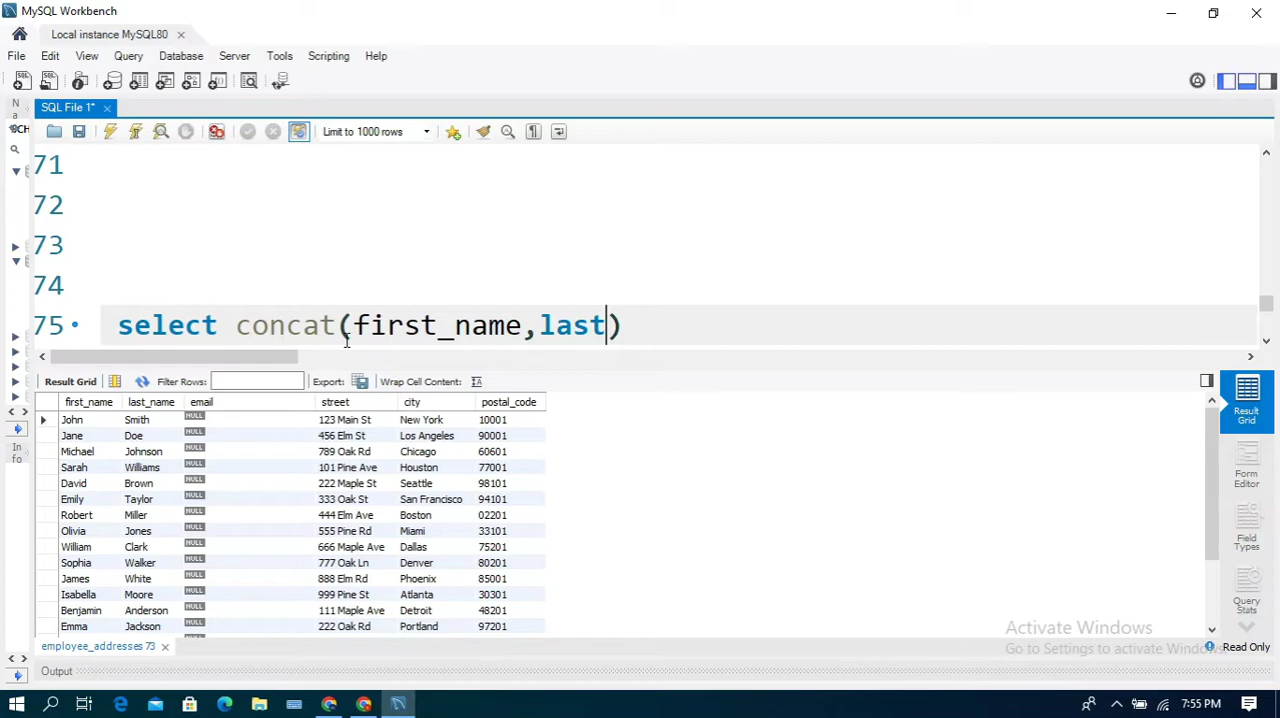 MySQL Workbench
Local instance MySQL80
File Edit View Query Database Server Tools Scripting Help
N
a
SQL File 1*
CH
Limit to 1000 rows
71
72
73
74
75 select concat(first_name,last)
Result Grid Filter Rows: Export: Wrap Cell Content:
first_name last_name email street city postal_code
John Smith NULL 123 Main St New York 10001
Jane Doe NULL 456 Elm St Los Angeles 90001
Michael Johnson NULL 789 Oak Rd Chicago 60601
Sarah Williams NULL 101 Pine Ave Houston 77001
David Brown NULL 222 Maple St Seattle 98101
Emily Taylor NULL 333 Oak St San Francisco 94101
Robert Miller NULL 444 Elm Ave Boston 02201
Olivia Jones NULL 555 Pine Rd Miami 33101
William Clark NULL 666 Maple Ave Dallas 75201
Sophia Walker NULL 777 Oak Ln Denver 80201
James White NULL 888 Elm Rd Phoenix 85001
Isabella Moore NULL 999 Pine St Atlanta 30301
Benjamin Anderson NULL 111 Maple Ave Detroit 48201
Emma Jackson NULL 222 Oak Rd Portland 97201
In
fo
Result
Grid
Form
Editor
Field
Types
Query
Stats
employee_addresses 73
Activate Windows
Go to Settings to activate Windows.
Read Only
Output
7:55 PM